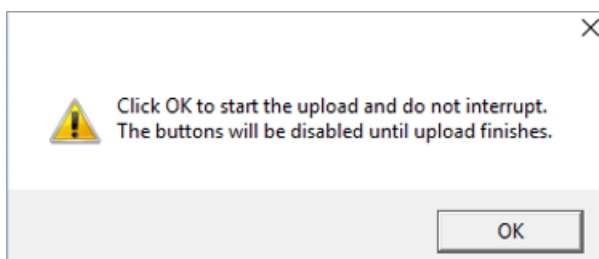 Click OK to start the upload and do not interrupt.
The buttons will be disabled until upload finishes.
OK